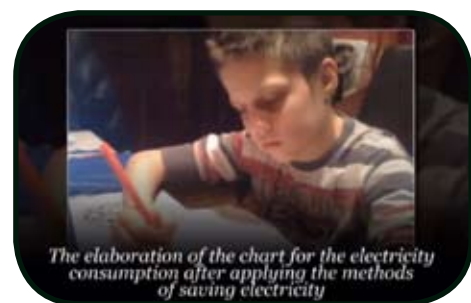 The elaboration of the chart for the electricity
consumption after applying the methods
of saving electricity